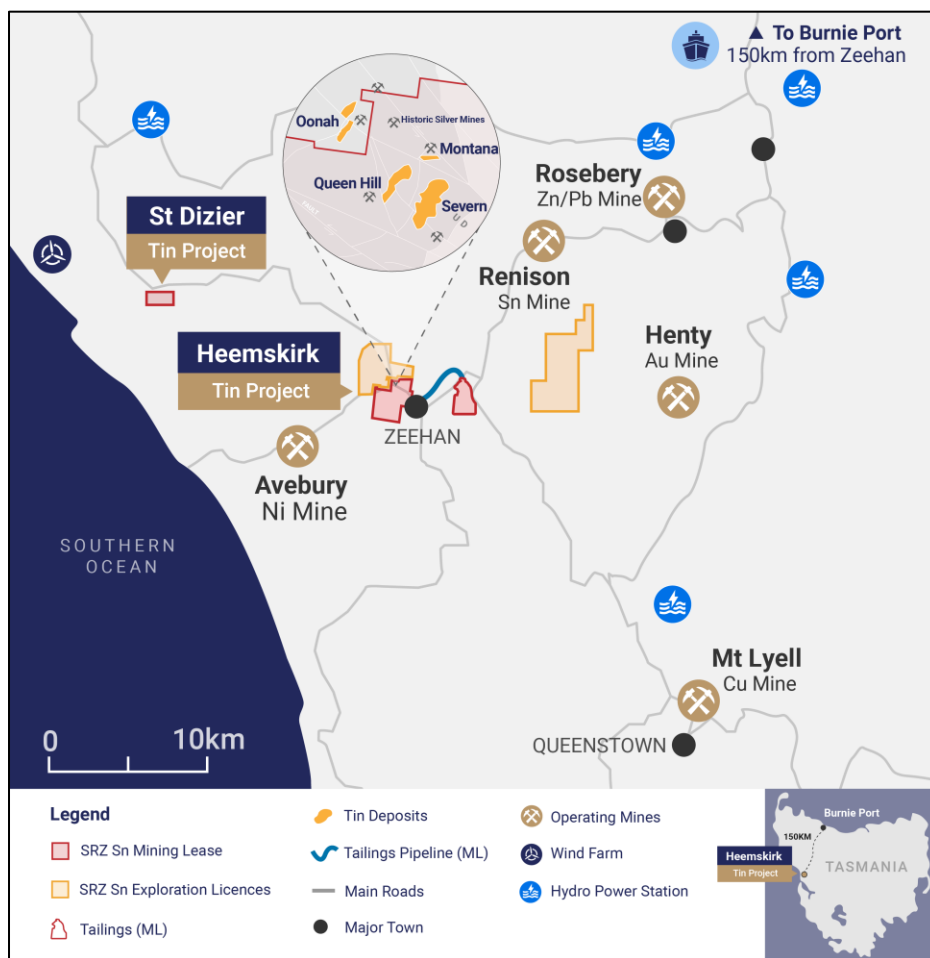 ▲ To Burnie Port
150km from Zeehan
Oonah
Historic Silver Mines
Montana
Queen Hill
Severn
FAULT
U D
St Dizier
Tin Project
Rosebery
Zn/Pb Mine
Renison
Sn Mine
Henty
Au Mine
Heemskirk
Tin Project
ZEEHAN
Avebury
Ni Mine
SOUTHERN
OCEAN
Mt Lyell
Cu Mine
QUEENSTOWN
0 10km
Legend
SRZ Sn Mining Lease
SRZ Sn Exploration Licences
Tailings (ML)
Tin Deposits
Tailings Pipeline (ML)
Main Roads
Major Town
Operating Mines
Wind Farm
Hydro Power Station
Burnie Port
150KM
Heemskirk
Tin Project
TASMANIA